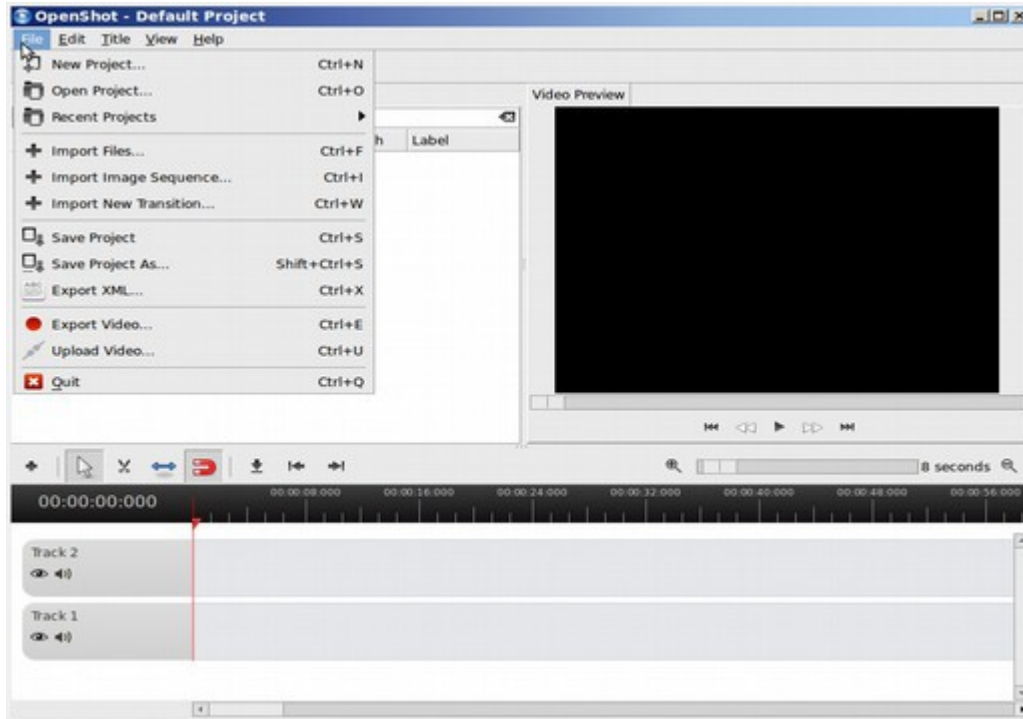 OpenShot - Default Project
File Edit Title View Help
New Project... Ctrl+N
Open Project... Ctrl+O
Recent Projects
Import Files... Ctrl+F
Import Image Sequence... Ctrl+I
Import New Transition... Ctrl+W
Save Project Ctrl+S
Save Project As... Shift+Ctrl+S
Export XML... Ctrl+X
Export Video... Ctrl+E
Upload Video... Ctrl+U
Quit Ctrl+Q
h Label
Video Preview
8 seconds
00:00:00:000
00:00:08:000 00:00:16:000 00:00:24:000 00:00:32:000 00:00:40:000 00:00:48:000 00:00:56:000
Track 2
Track 1